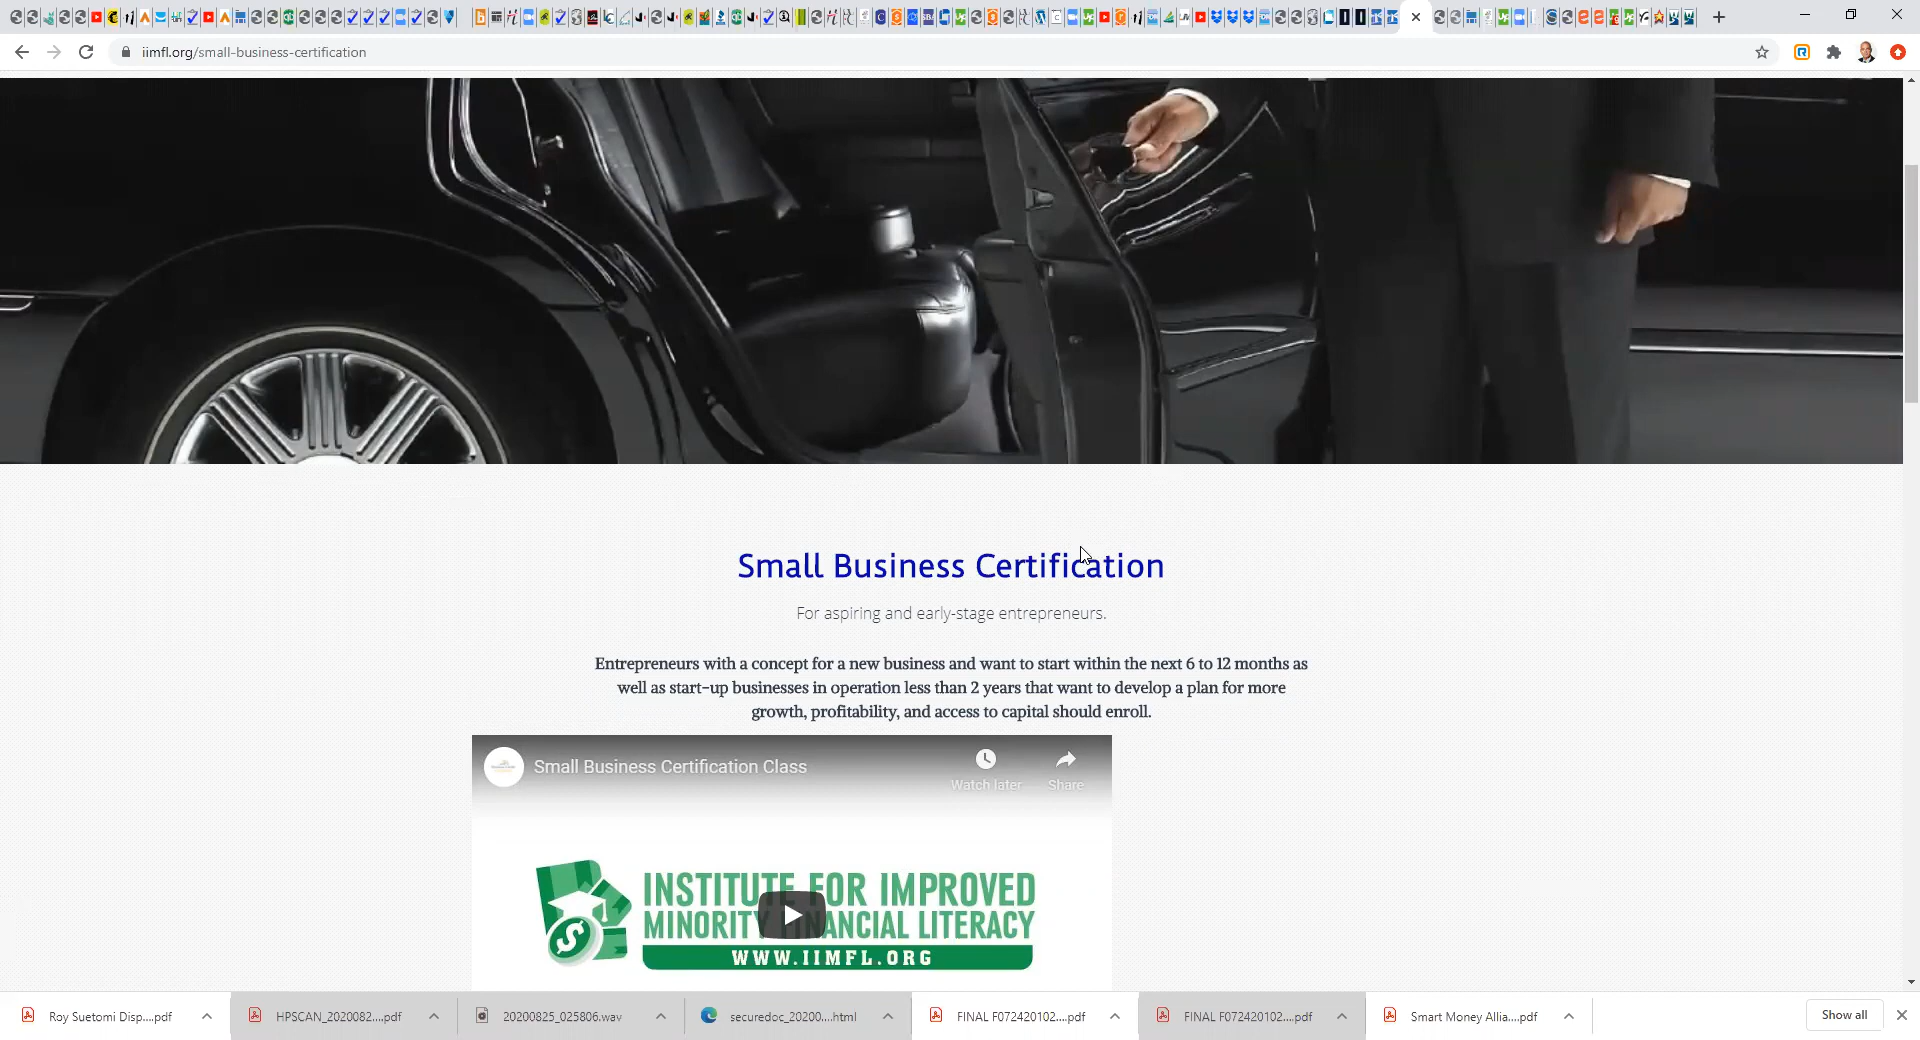 iimfl.org/small-business-certification
Small Business Certification
For aspiring and early-stage entrepreneurs.
Entrepreneurs with a concept for a new business and want to start within the next 6 to 12 months as
well as start-up businesses in operation less than 2 years that want to develop a plan for more
growth, profitability, and access to capital should enroll.
Small Business Certification Class
Watch later
Share
INSTITUTE FOR IMPROVED
MINORITY FINANCIAL LITERACY
WWW.IIMFL.ORG
Roy Suetomi Disp....pdf
HPSCAN_2020082....pdf
20200825_025806.wav
securedoc_20200....html
FINAL F072420102....pdf
FINAL F072420102....pdf
Smart Money Allia....pdf
Show all